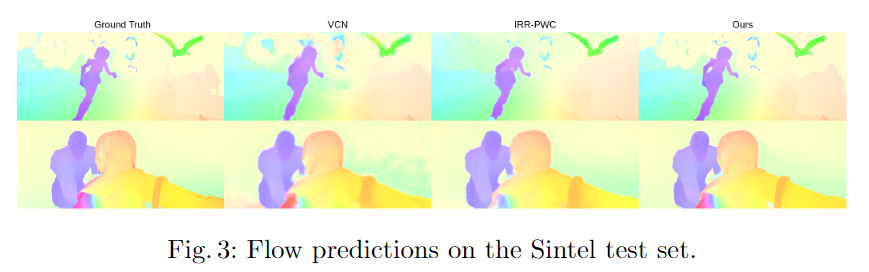 Ground Truth
VCN
IRR-PWC
Ours
Fig. 3: Flow predictions on the Sintel test set.